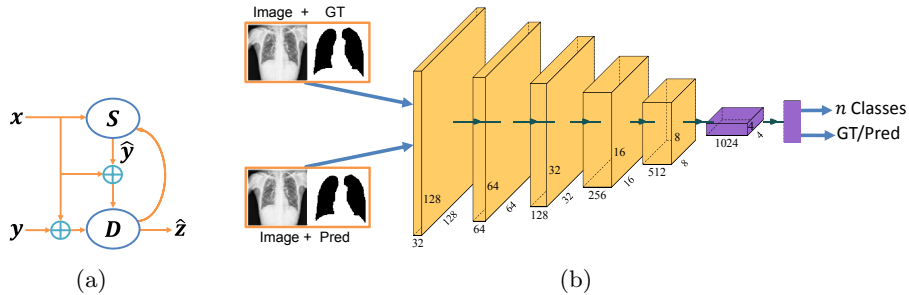 x
S
ŷ
y
D
ẑ
(a)
Image + GT
Image + Pred
128
128
32
64
64
64
32
32
128
16
16
256
8
8
512
4
4
1024
n Classes
GT/Pred
(b)